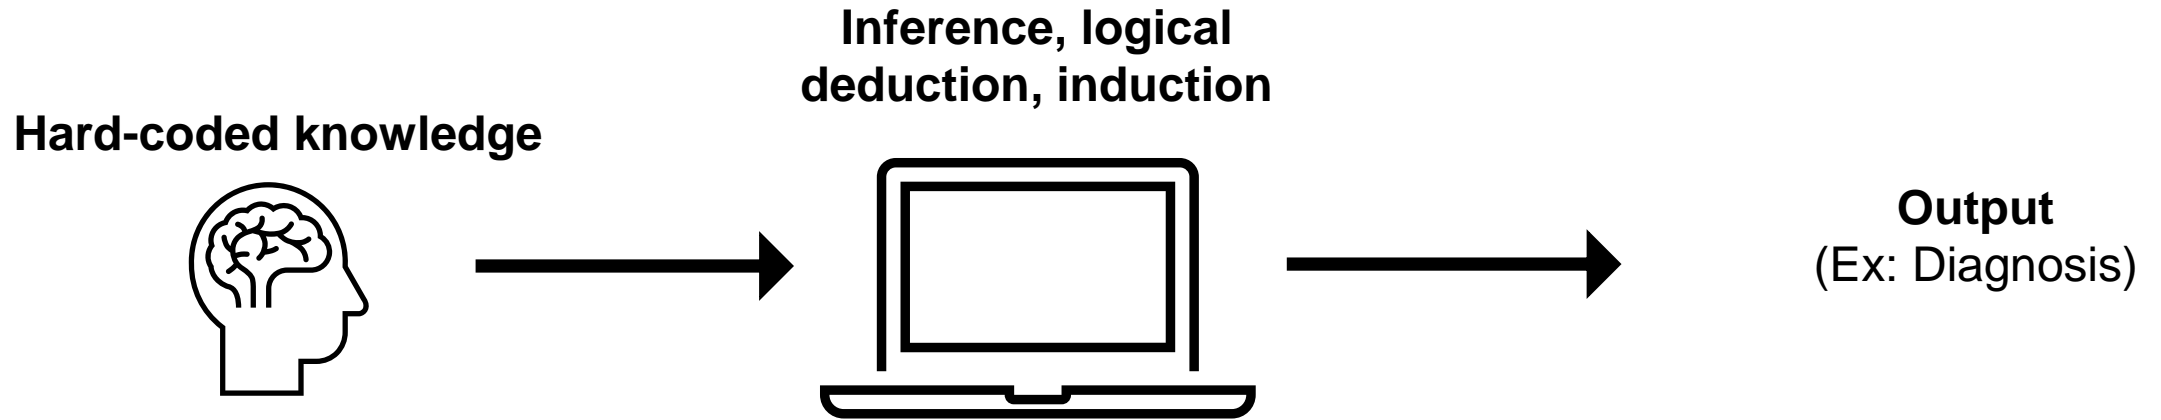 Hard-coded knowledge
Inference, logical
deduction, induction
Output
(Ex: Diagnosis)